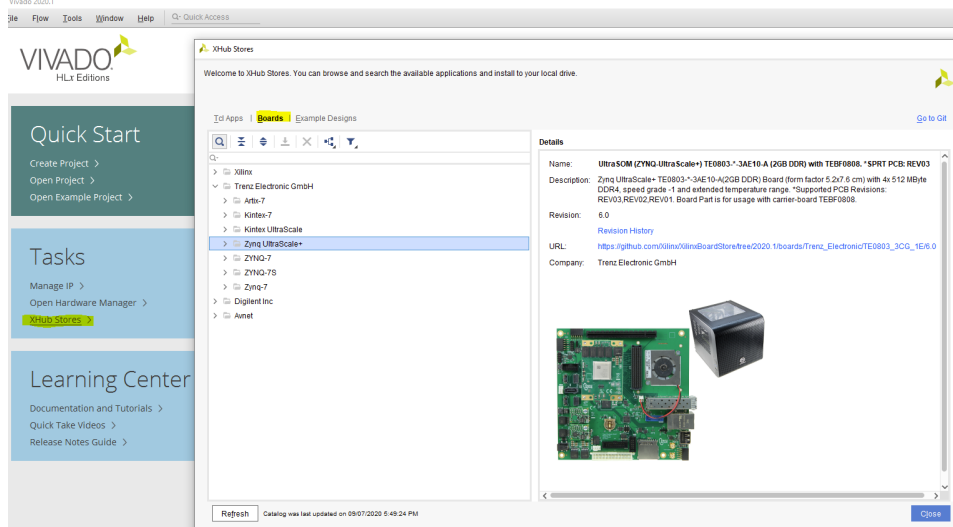 Vivado 2020.1
File Flow Tools Window Help Q- Quick Access
VIVADO
HLx Editions
Quick Start
Create Project >
Open Project >
Open Example Project >
Tasks
Manage IP >
Open Hardware Manager >
XHub Stores >
Learning Center
Documentation and Tutorials >
Quick Take Videos >
Release Notes Guide >
XHub Stores
Welcome to XHub Stores. You can browse and search the available applications and install to your local drive.
Tcl Apps | Boards | Example Designs
Go to Git
Q-
> Xilinx
Trenz Electronic GmbH
> Artix-7
> Kintex-7
> Kintex UltraScale
> Zynq UltraScale+
> ZYNQ-7
> ZYNQ-7S
> Zynq-7
> Digilent Inc
> Avnet
Details
Name: UltraSOM (ZYNQ-UltraScale+) TE0803-*-3AE10-A (2GB DDR) with TEBF0808. *SPRT PCB: REV03
Description: Zynq UltraScale+ TE0803-*-3AE10-A(2GB DDR) Board (form factor 5.2x7.6 cm) with 4x 512 MByte
DDR4, speed grade -1 and extended temperature range. *Supported PCB Revisions:
REV03,REV02,REV01. Board Part is for usage with carrier-board TEBF0808.
Revision: 6.0
Revision History
URL: https://github.com/Xilinx/XilinxBoardStore/tree/2020.1/boards/Trenz_Electronic/TE0803_3CG_1E/6.0
Company: Trenz Electronic GmbH
Refresh Catalog was last updated on 09/07/2020 5:49:24 PM
Close